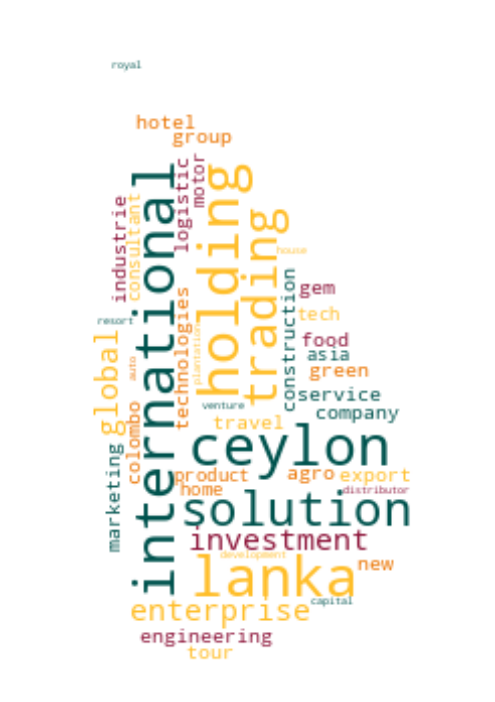 royal
hotel
group
motor
logistic
international
holding
trading
industrie
consultant
house
construction
gem
technologies
tech
resort
global
plantation
food
asia
auto
green
service
venture
company
colombo
travel
ceylon
marketing
product
agro
export
home
distributor
solution
investment
development
new
lanka
capital
enterprise
engineering
tour